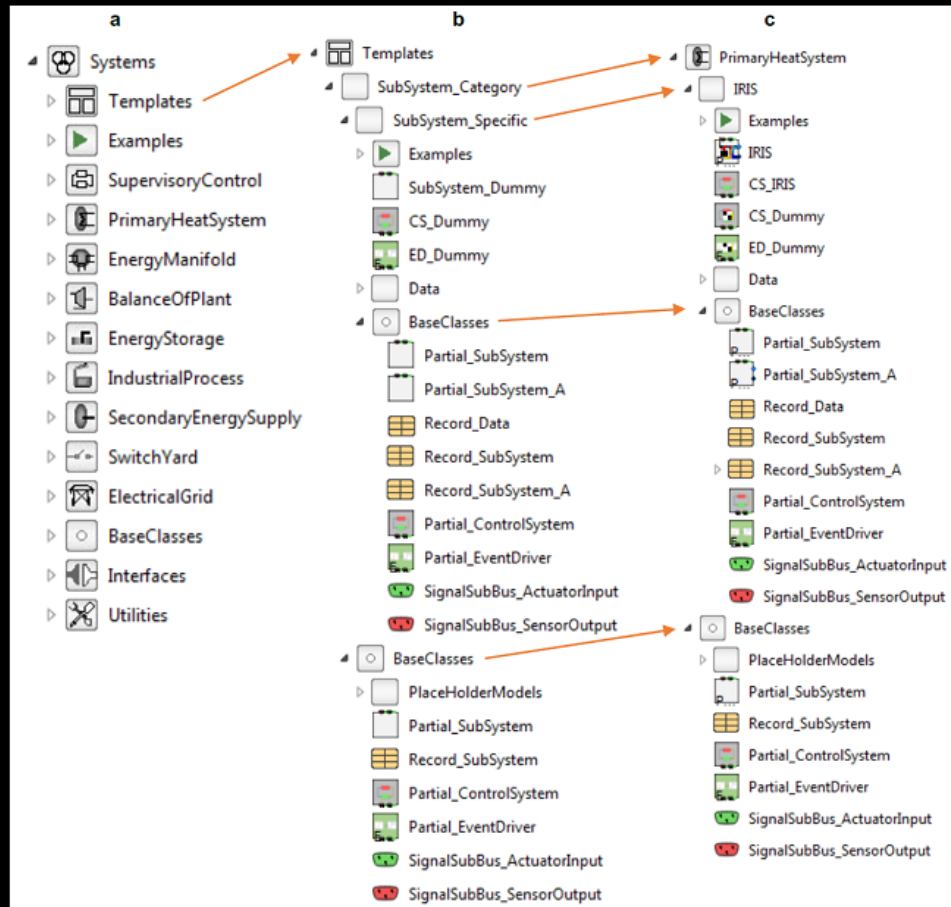 a
Systems
Templates
Examples
SupervisoryControl
PrimaryHeatSystem
EnergyManifold
BalanceOfPlant
EnergyStorage
IndustrialProcess
SecondaryEnergySupply
SwitchYard
ElectricalGrid
BaseClasses
Interfaces
Utilities
b
Templates
SubSystem_Category
SubSystem_Specific
Examples
SubSystem_Dummy
CS_Dummy
ED_Dummy
Data
BaseClasses
Partial_SubSystem
Partial_SubSystem_A
Record_Data
Record_SubSystem
Record_SubSystem_A
Partial_ControlSystem
Partial_EventDriver
SignalSubBus_ActuatorInput
SignalSubBus_SensorOutput
BaseClasses
PlaceHolderModels
Partial_SubSystem
Record_SubSystem
Partial_ControlSystem
Partial_EventDriver
SignalSubBus_ActuatorInput
SignalSubBus_SensorOutput
c
PrimaryHeatSystem
IRIS
Examples
IRIS
CS_IRIS
CS_Dummy
ED_Dummy
Data
BaseClasses
Partial_SubSystem
Partial_SubSystem_A
Record_Data
Record_SubSystem
Record_SubSystem_A
Partial_ControlSystem
Partial_EventDriver
SignalSubBus_ActuatorInput
SignalSubBus_SensorOutput
BaseClasses
PlaceHolderModels
Partial_SubSystem
Record_SubSystem
Partial_ControlSystem
Partial_EventDriver
SignalSubBus_ActuatorInput
SignalSubBus_SensorOutput